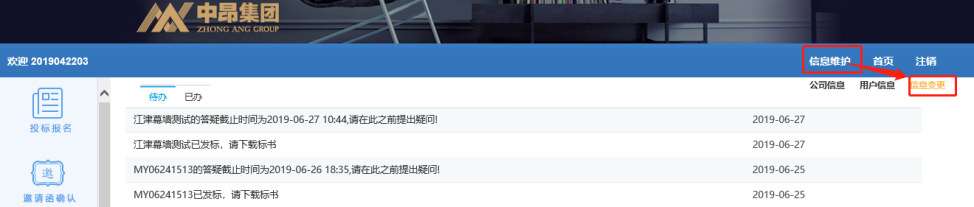 中昂集团
ZHONG ANG GROUP
欢迎 2019042203
信息维护 首页 注销
公司信息 用户信息 信息变更
待办 已办
江津幕墙测试的答疑截止时间为2019-06-27 10:44,请在此之前提出疑问! 2019-06-27
江津幕墙测试已发标，请下载标书 2019-06-27
MY06241513的答疑截止时间为2019-06-26 18:35,请在此之前提出疑问! 2019-06-25
MY06241513已发标，请下载标书 2019-06-25
投标报名
邀
邀请函确认